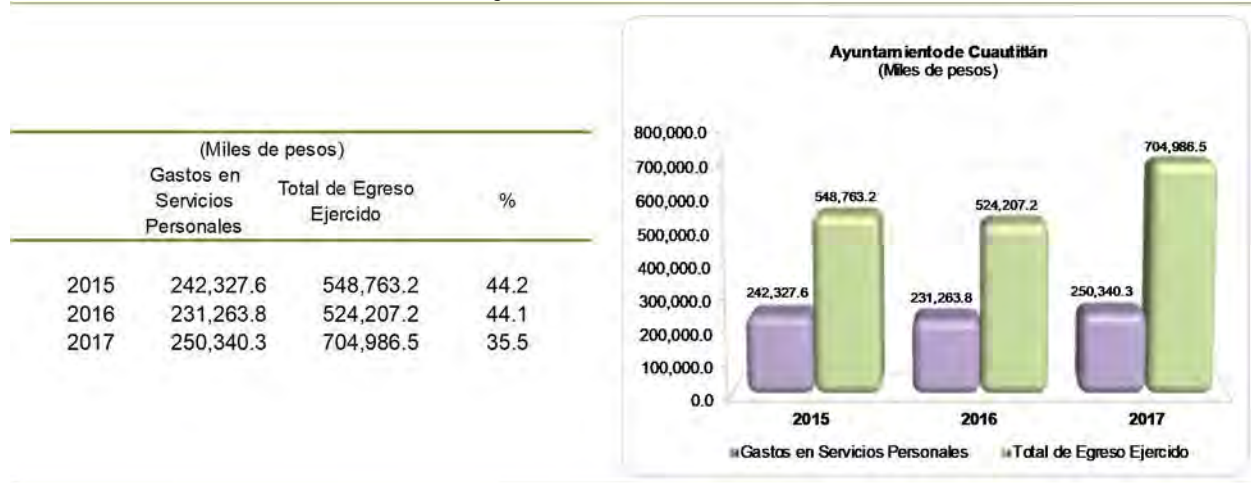 (Miles de pesos)
Gastos en
Servicios
Personales
Total de Egreso
Ejercido
%
2015 242,327.6 548,763.2 44.2
2016 231,263.8 524,207.2 44.1
2017 250,340.3 704,986.5 35.5
Ayuntamiento de Cuautitlán
(Miles de pesos)
800,000.0
700,000.0
600,000.0
500,000.0
400,000.0
300,000.0
200,000.0
100,000.0
0.0
242,327.6
548,763.2
231,263.8
524,207.2
250,340.3
704,986.5
2015 2016 2017
Gastos en Servicios Personales Total de Egreso Ejercido